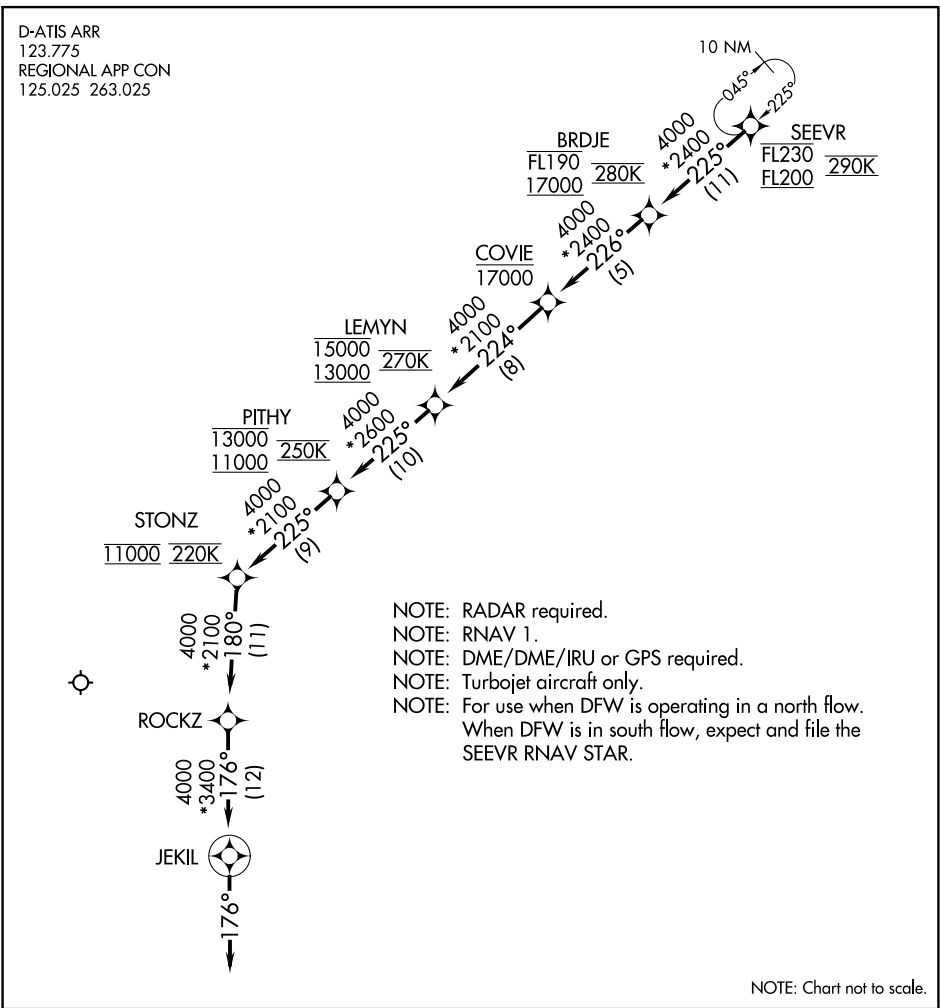 D-ATIS ARR
123.775
REGIONAL APP CON
125.025 263.025
10 NM
045°
225°
SEEVR
FL230
FL200
290K
4000
*2400
225°
(11)
BRDJE
FL190
17000
280K
4000
*2400
226°
(5)
COVIE
17000
4000
*2100
224°
(8)
LEMYN
15000
13000
270K
4000
*2600
225°
(10)
PITHY
13000
11000
250K
4000
*2100
225°
(9)
STONZ
11000 220K
4000
*2100
180°
(11)
ROCKZ
4000
*3400
176°
(12)
JEKIL
176°
NOTE: RADAR required.
NOTE: RNAV 1.
NOTE: DME/DME/IRU or GPS required.
NOTE: Turbojet aircraft only.
NOTE: For use when DFW is operating in a north flow.
When DFW is in south flow, expect and file the
SEEVR RNAV STAR.
NOTE: Chart not to scale.